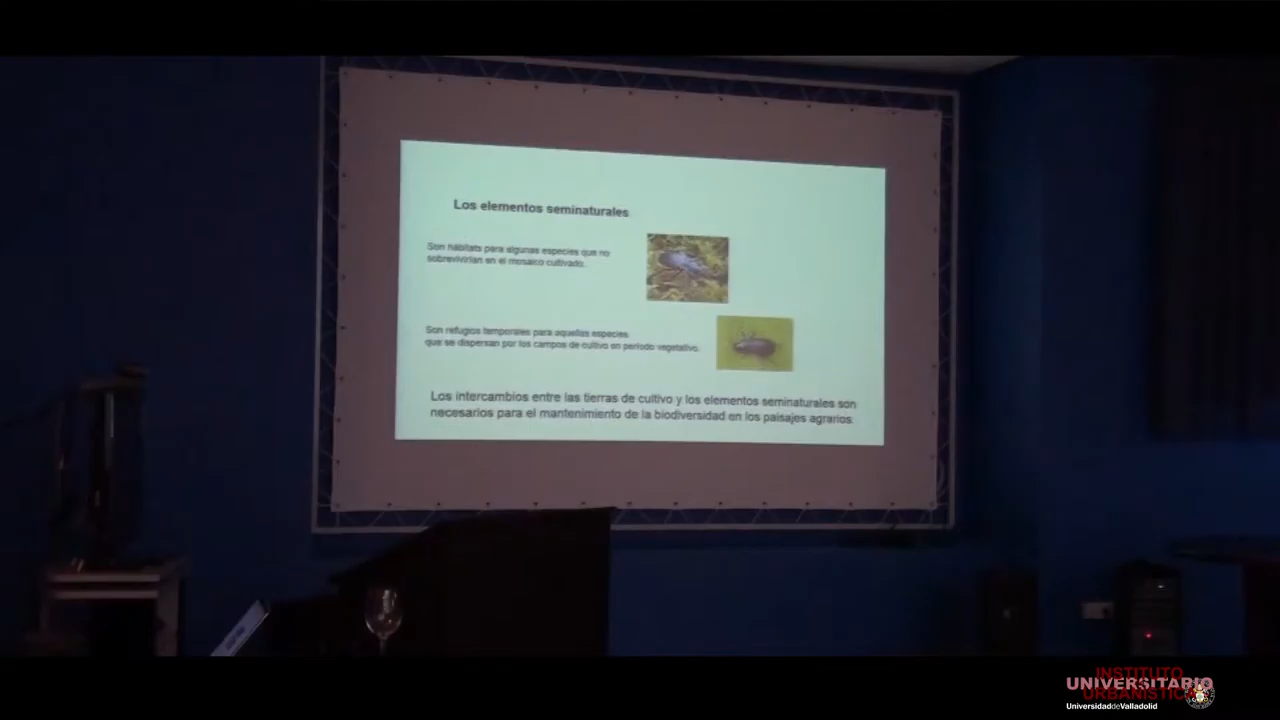 Los elementos seminaturales
Son hábitats para algunas especies que no
sobrevivirían en el mosaico cultivado.
Son refugios temporales para aquellas especies
que se dispersan por los campos de cultivo en periodo vegetativo.
Los intercambios entre las tierras de cultivo y los elementos seminaturales son
necesarios para el mantenimiento de la biodiversidad en los paisajes agrarios
INSTITUTO
UNIVERSITARIO
URBANÍSTICA
UniversidaddeValladolid